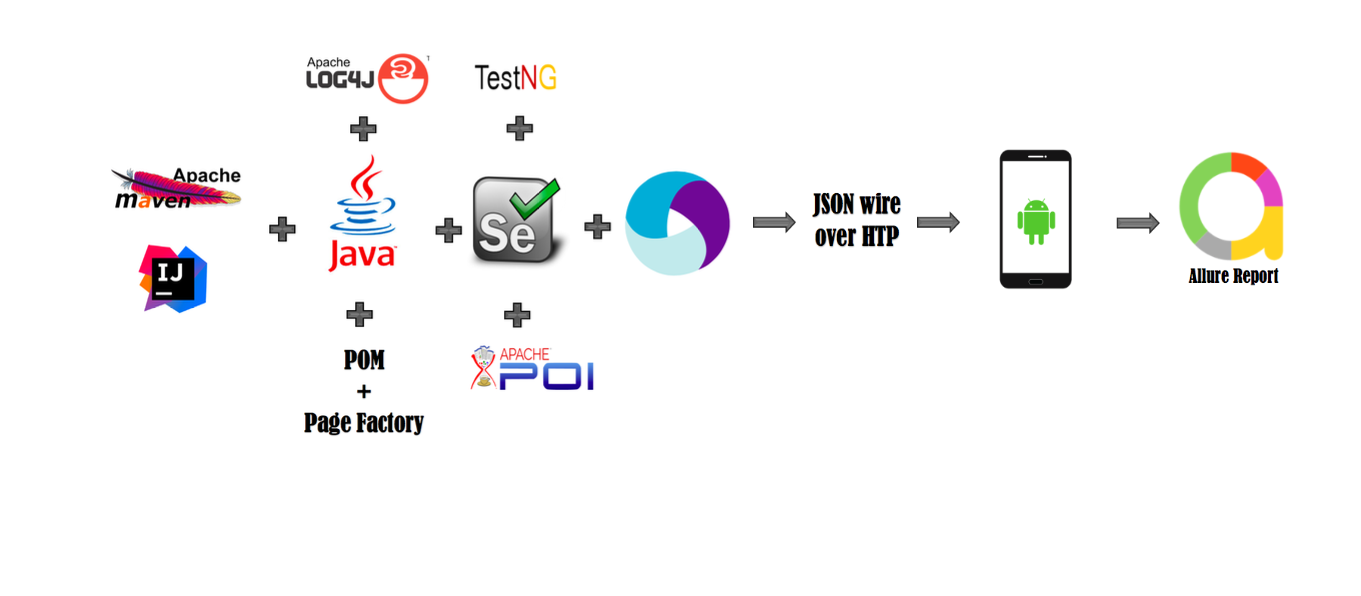 Apache
LOG4J
T
TestNG
Apache
maven
IJ
Java
Se
JSON wire
over HTP
Allure Report
POM
+
Page Factory
APACHE
POI